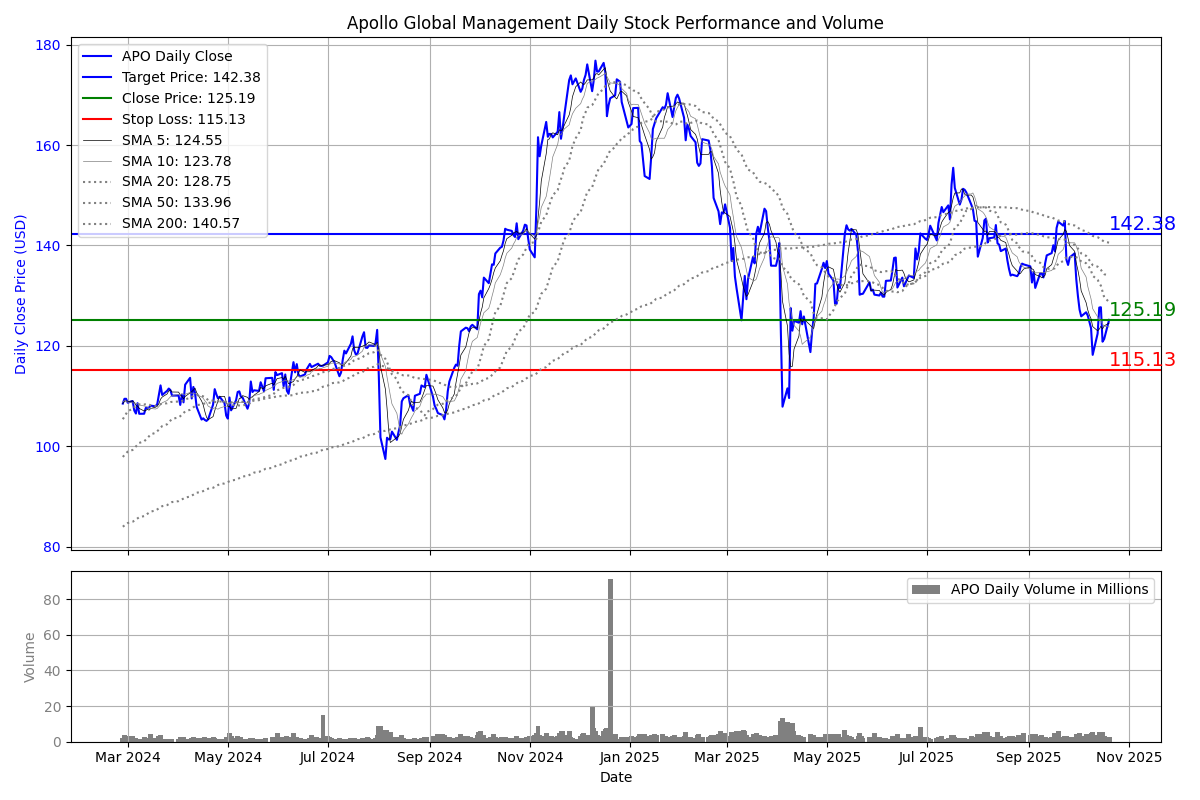 Apollo Global Management Daily Stock Performance and Volume
180
160
140
120
100
80
Daily Close Price (USD)
APO Daily Close
Target Price: 142.38
Close Price: 125.19
Stop Loss: 115.13
SMA 5: 124.55
SMA 10: 123.78
SMA 20: 128.75
SMA 50: 133.96
SMA 200: 140.57
142.38
125.19
115.13
80
60
40
20
0
Volume
APO Daily Volume in Millions
Mar 2024
May 2024
Jul 2024
Sep 2024
Nov 2024
Jan 2025
Mar 2025
May 2025
Jul 2025
Sep 2025
Nov 2025
Date